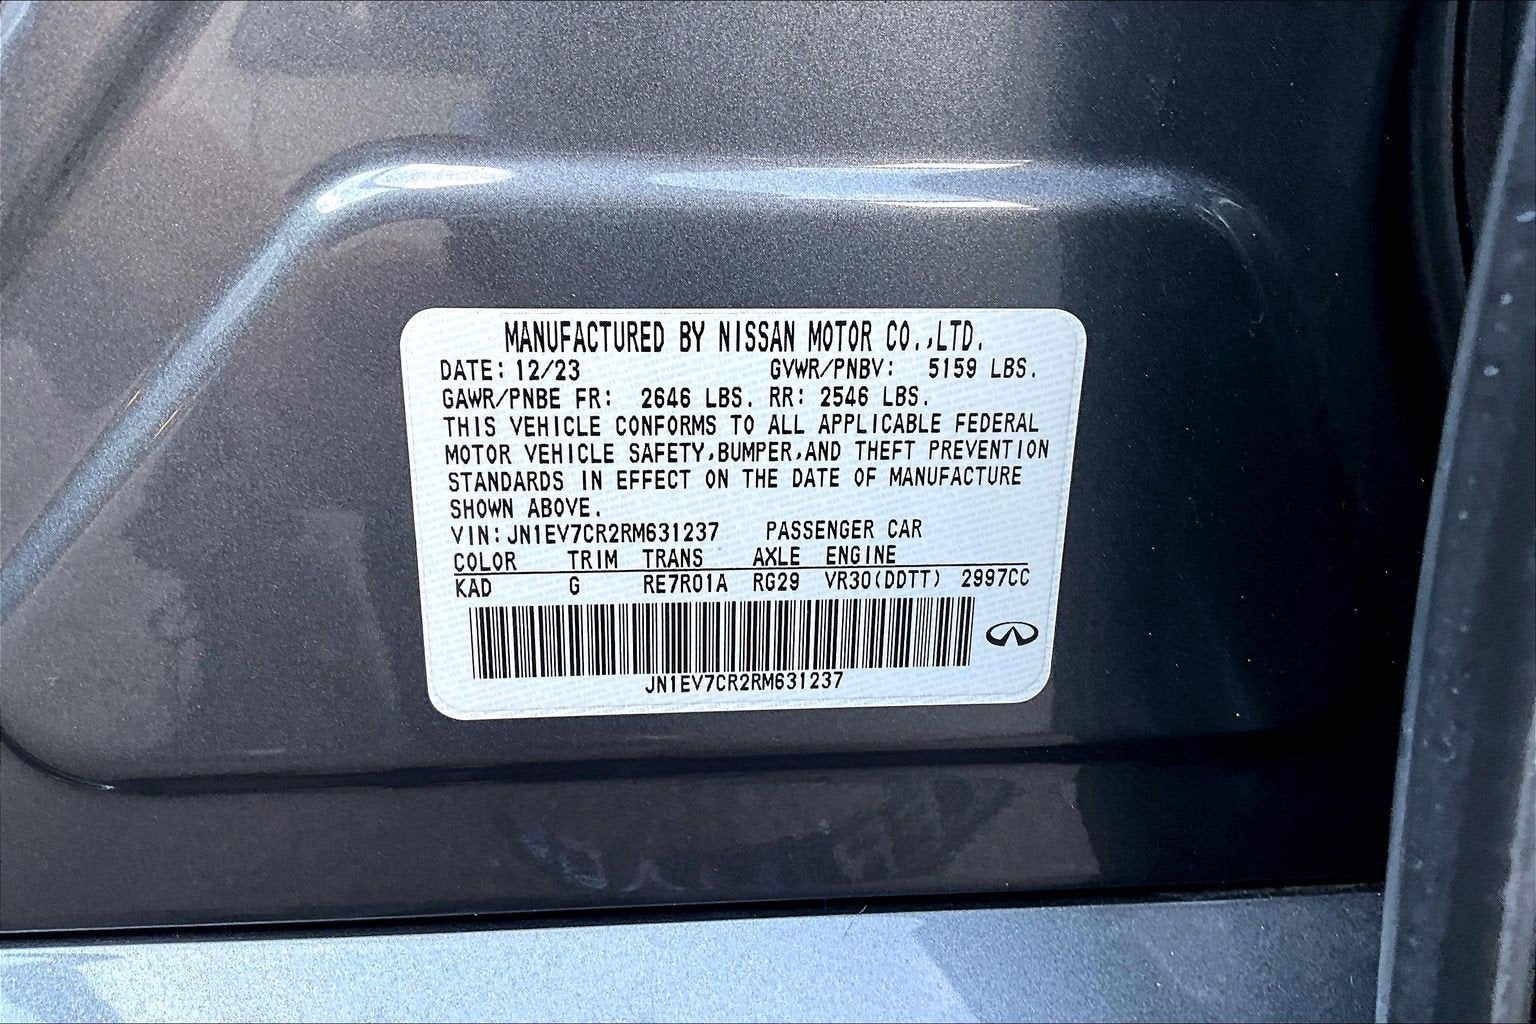 MANUFACTURED BY NISSAN MOTOR CO.,LTD.
DATE: 12/23 GVWR/PNBV: 5159 LBS.
GAWR/PNBE FR: 2646 LBS. RR: 2546 LBS.
THIS VEHICLE CONFORMS TO ALL APPLICABLE FEDERAL
MOTOR VEHICLE SAFETY,BUMPER,AND THEFT PREVENTION
STANDARDS IN EFFECT ON THE DATE OF MANUFACTURE
SHOWN ABOVE.
VIN:JN1EV7CR2RM631237 PASSENGER CAR
COLOR TRIM TRANS AXLE ENGINE
KAD G RE7R01A RG29 VR30(DDTT) 2997CC
JN1EV7CR2RM631237